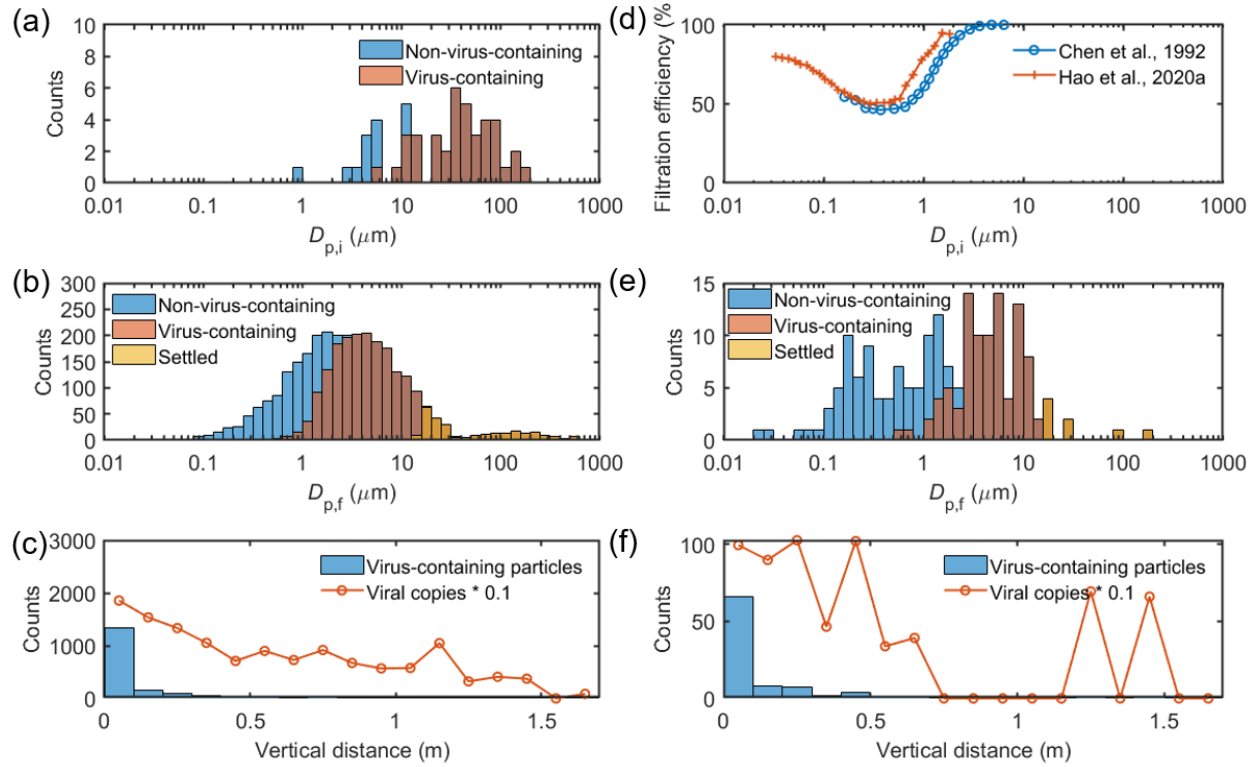 (a)
10
8
6
4
2
0
Counts
Non-virus-containing
Virus-containing
0.01 0.1 1 10 100 1000
D_p,i (μm)
(b)
300
250
200
150
100
50
0
Counts
Non-virus-containing
Virus-containing
Settled
0.01 0.1 1 10 100 1000
D_p,f (μm)
(c)
3000
2000
1000
0
Counts
Virus-containing particles
Viral copies * 0.1
0 0.5 1 1.5
Vertical distance (m)
(d)
100
50
0
Filtration efficiency (%
Chen et al., 1992
Hao et al., 2020a
0.01 0.1 1 10 100 1000
D_p,i (μm)
(e)
15
10
5
0
Counts
Non-virus-containing
Virus-containing
Settled
0.01 0.1 1 10 100 1000
D_p,f (μm)
(f)
100
50
0
Counts
Virus-containing particles
Viral copies * 0.1
0 0.5 1 1.5
Vertical distance (m)